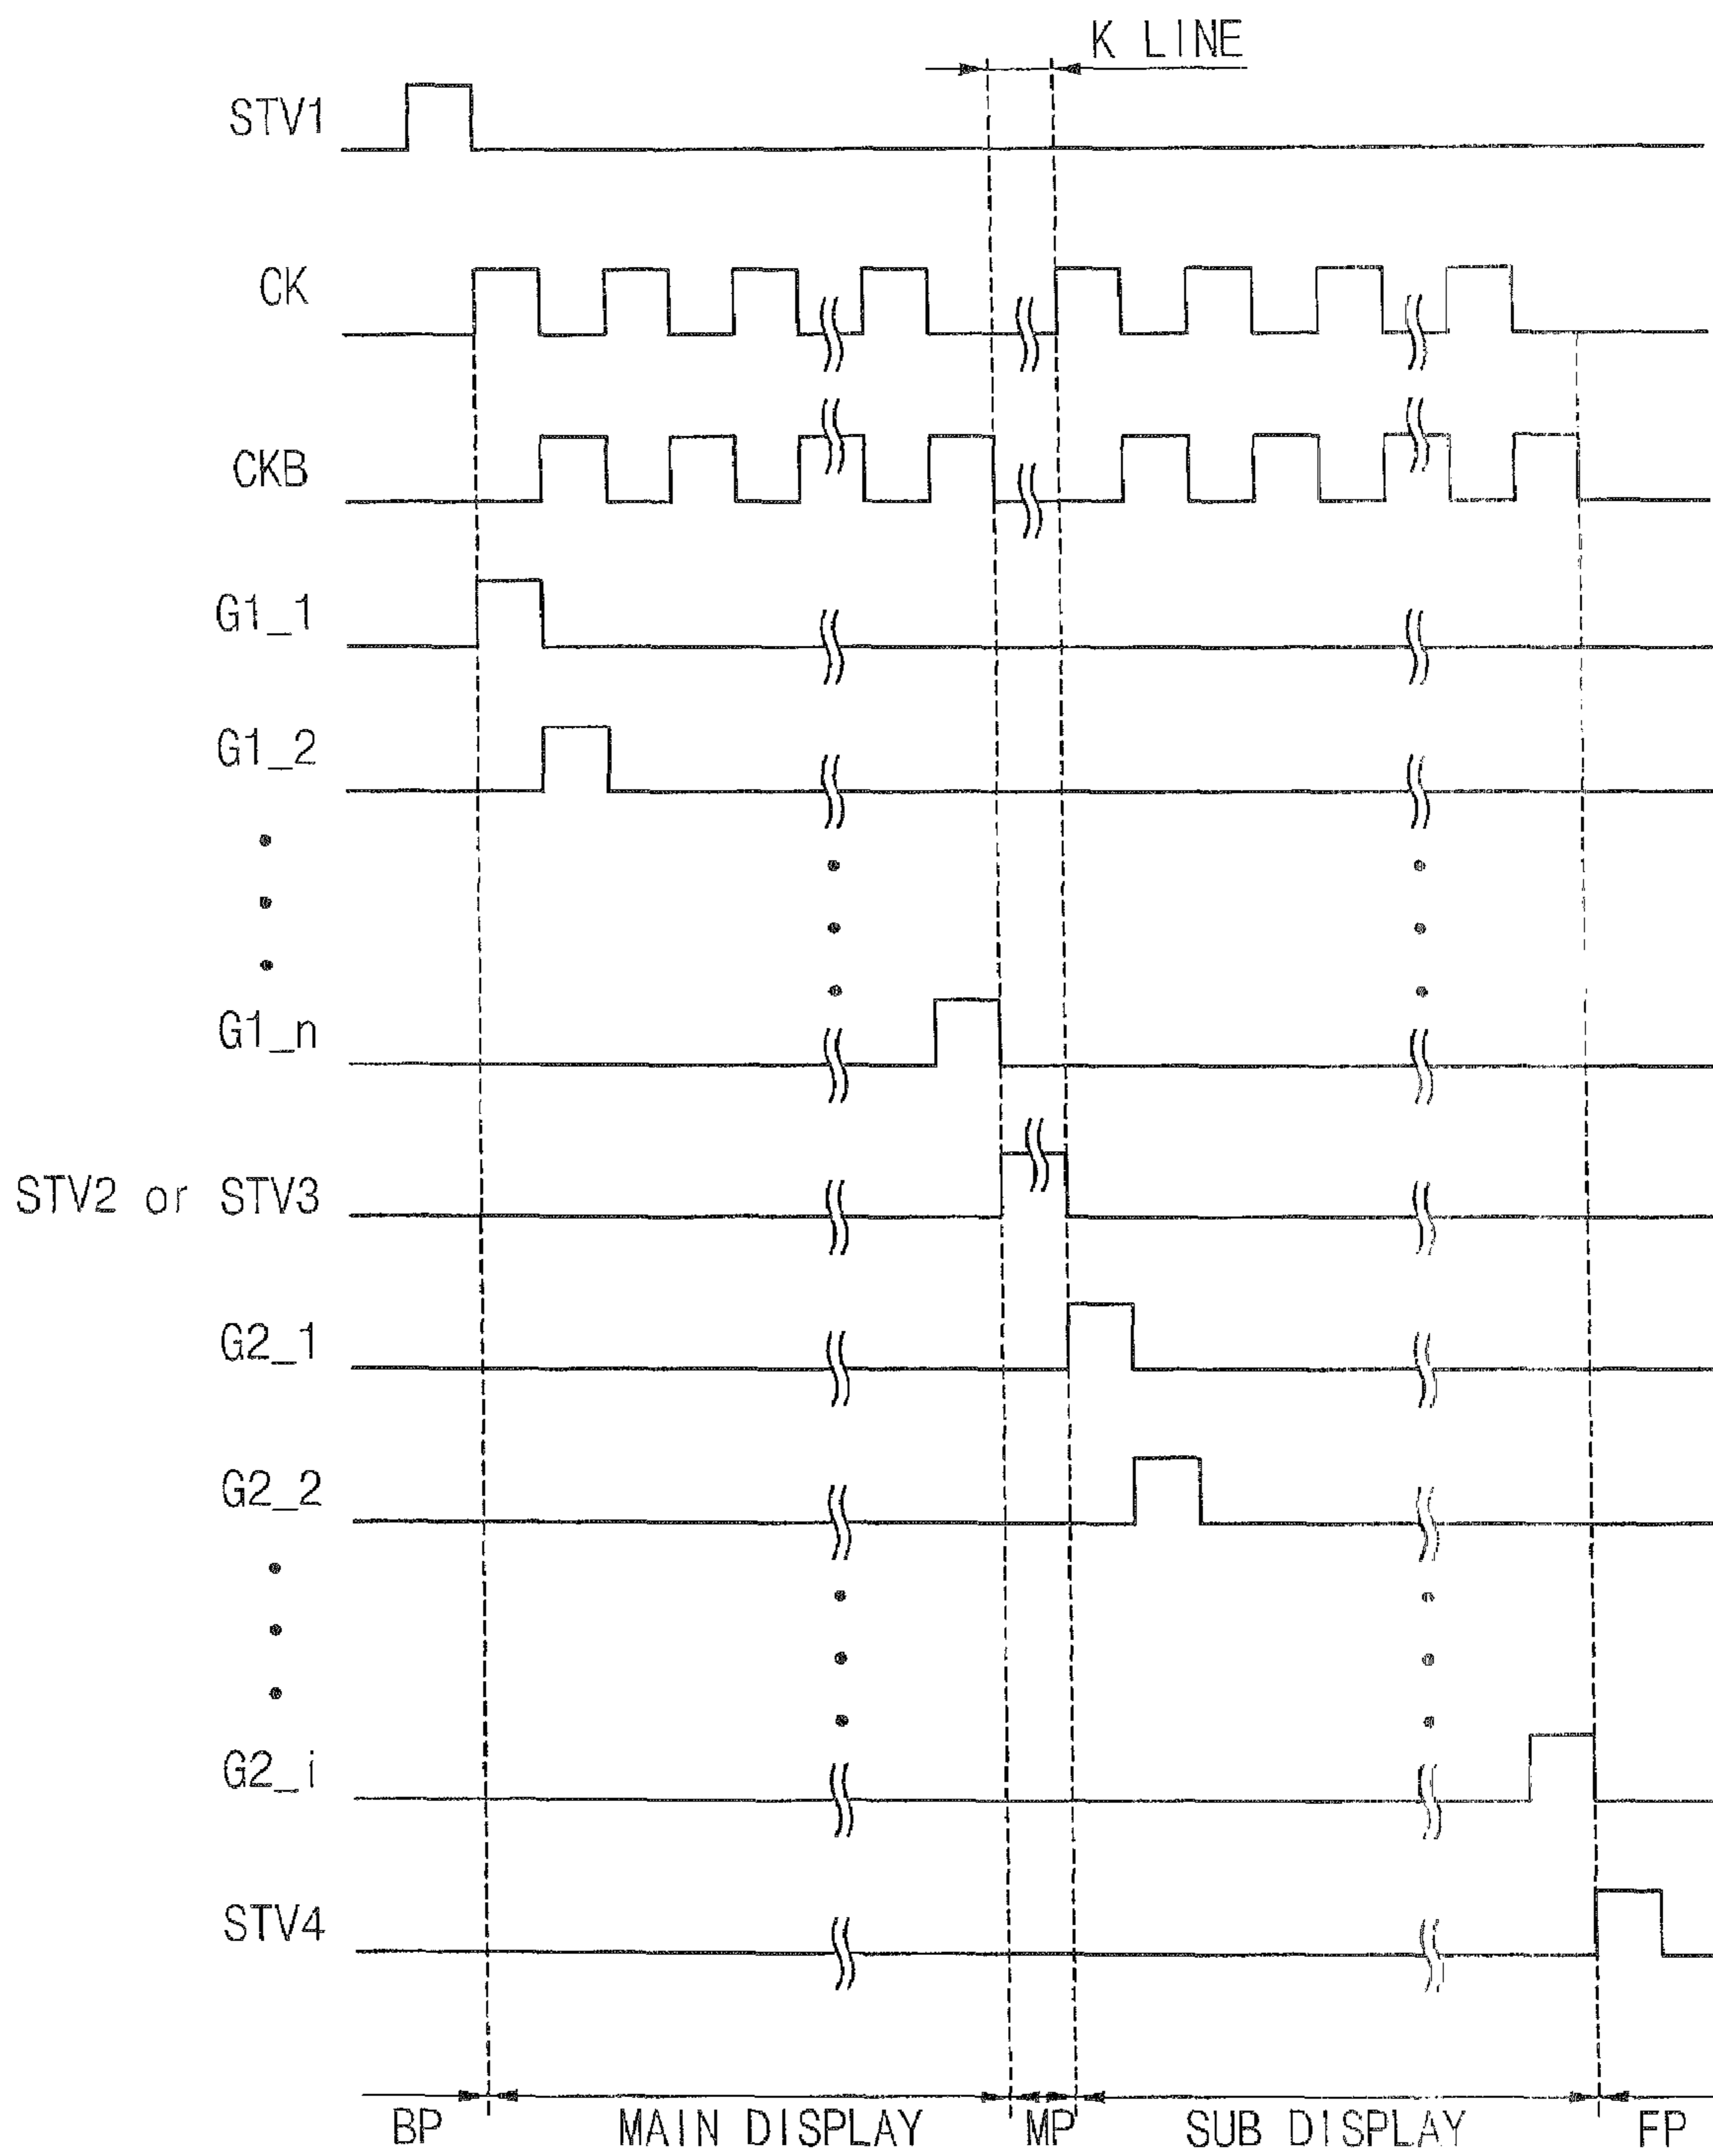 K LINE
STV1
CK
CKB
G1_1
G1_2
G1_n
STV2 or STV3
G2_1
G2_2
G2_i
STV4
BP MAIN DISPLAY MP SUB DISPLAY FP